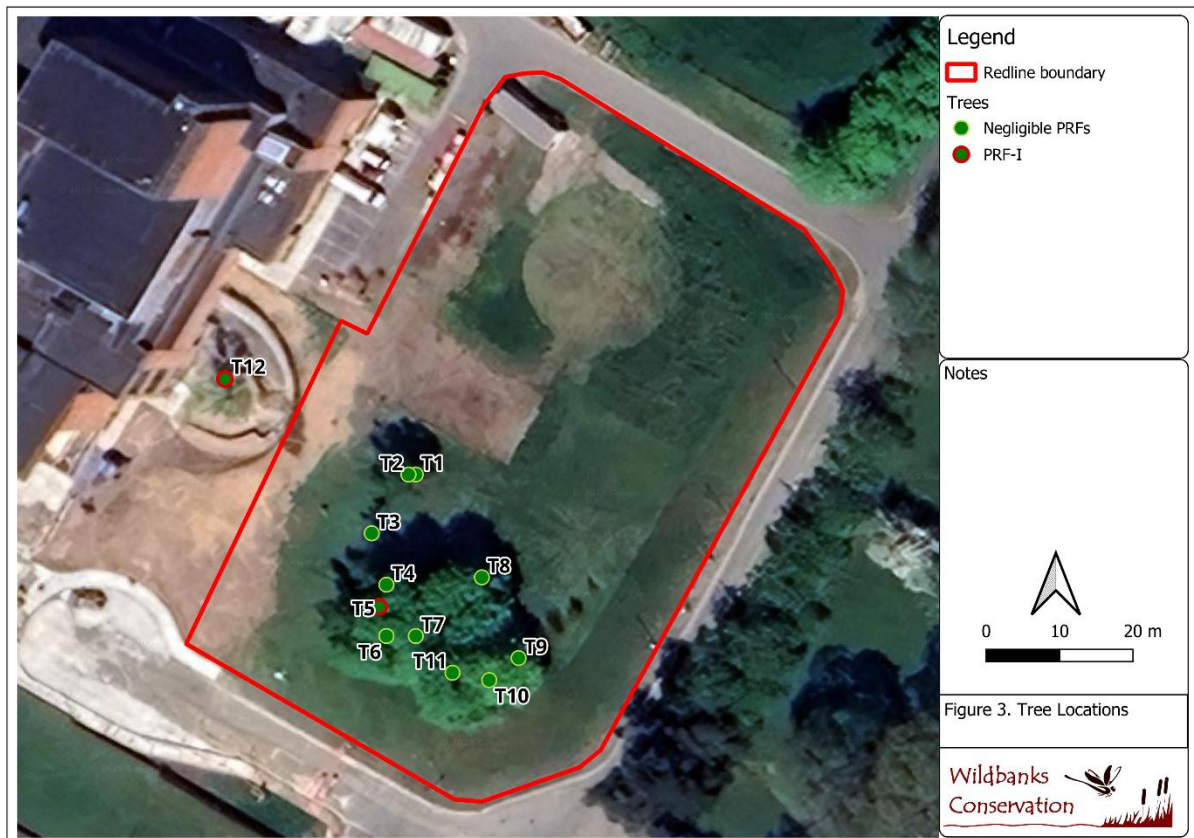 Legend
Redline boundary
Trees
Negligible PRFs
PRF-I
T12
T2 T1
T3
T4
T8
T5
T6
T7
T9
T11
T10
Notes
0 10 20 m
Figure 3. Tree Locations
Wildbanks
Conservation